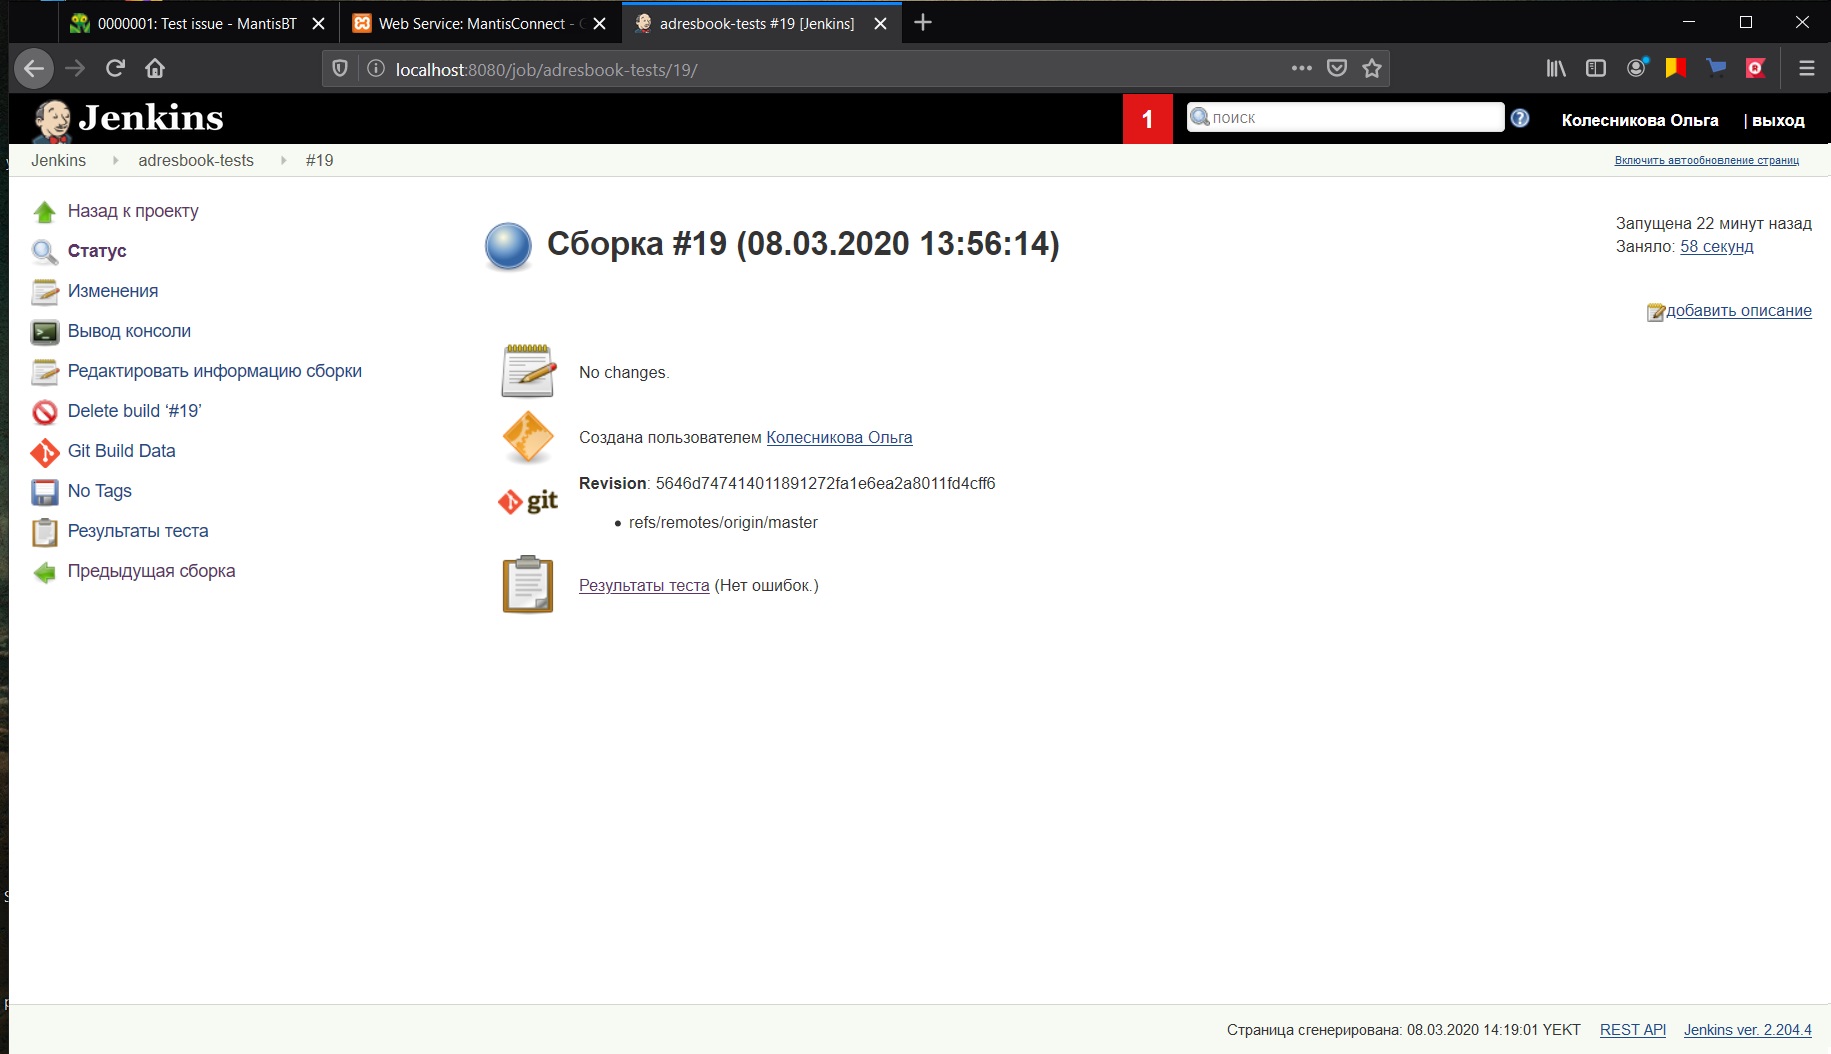 0000001: Test issue - MantisBT
Web Service: MantisConnect -
adresbook-tests #19 [Jenkins]
localhost:8080/job/adresbook-tests/19/
Jenkins
1
поиск
Колесникова Ольга
| выход
Jenkins
adresbook-tests
#19
Включить автообновление страниц
Назад к проекту
Статус
Изменения
Вывод консоли
Редактировать информацию сборки
Delete build ‘#19’
Git Build Data
No Tags
Результаты теста
Предыдущая сборка
Сборка #19 (08.03.2020 13:56:14)
Запущена 22 минут назад
Заняло: 58 секунд
добавить описание
No changes.
Создана пользователем Колесникова Ольга
git
Revision: 5646d747414011891272fa1e6ea2a8011fd4cff6
refs/remotes/origin/master
Результаты теста (Нет ошибок.)
Страница сгенерирована: 08.03.2020 14:19:01 YEKT
REST API
Jenkins ver. 2.204.4